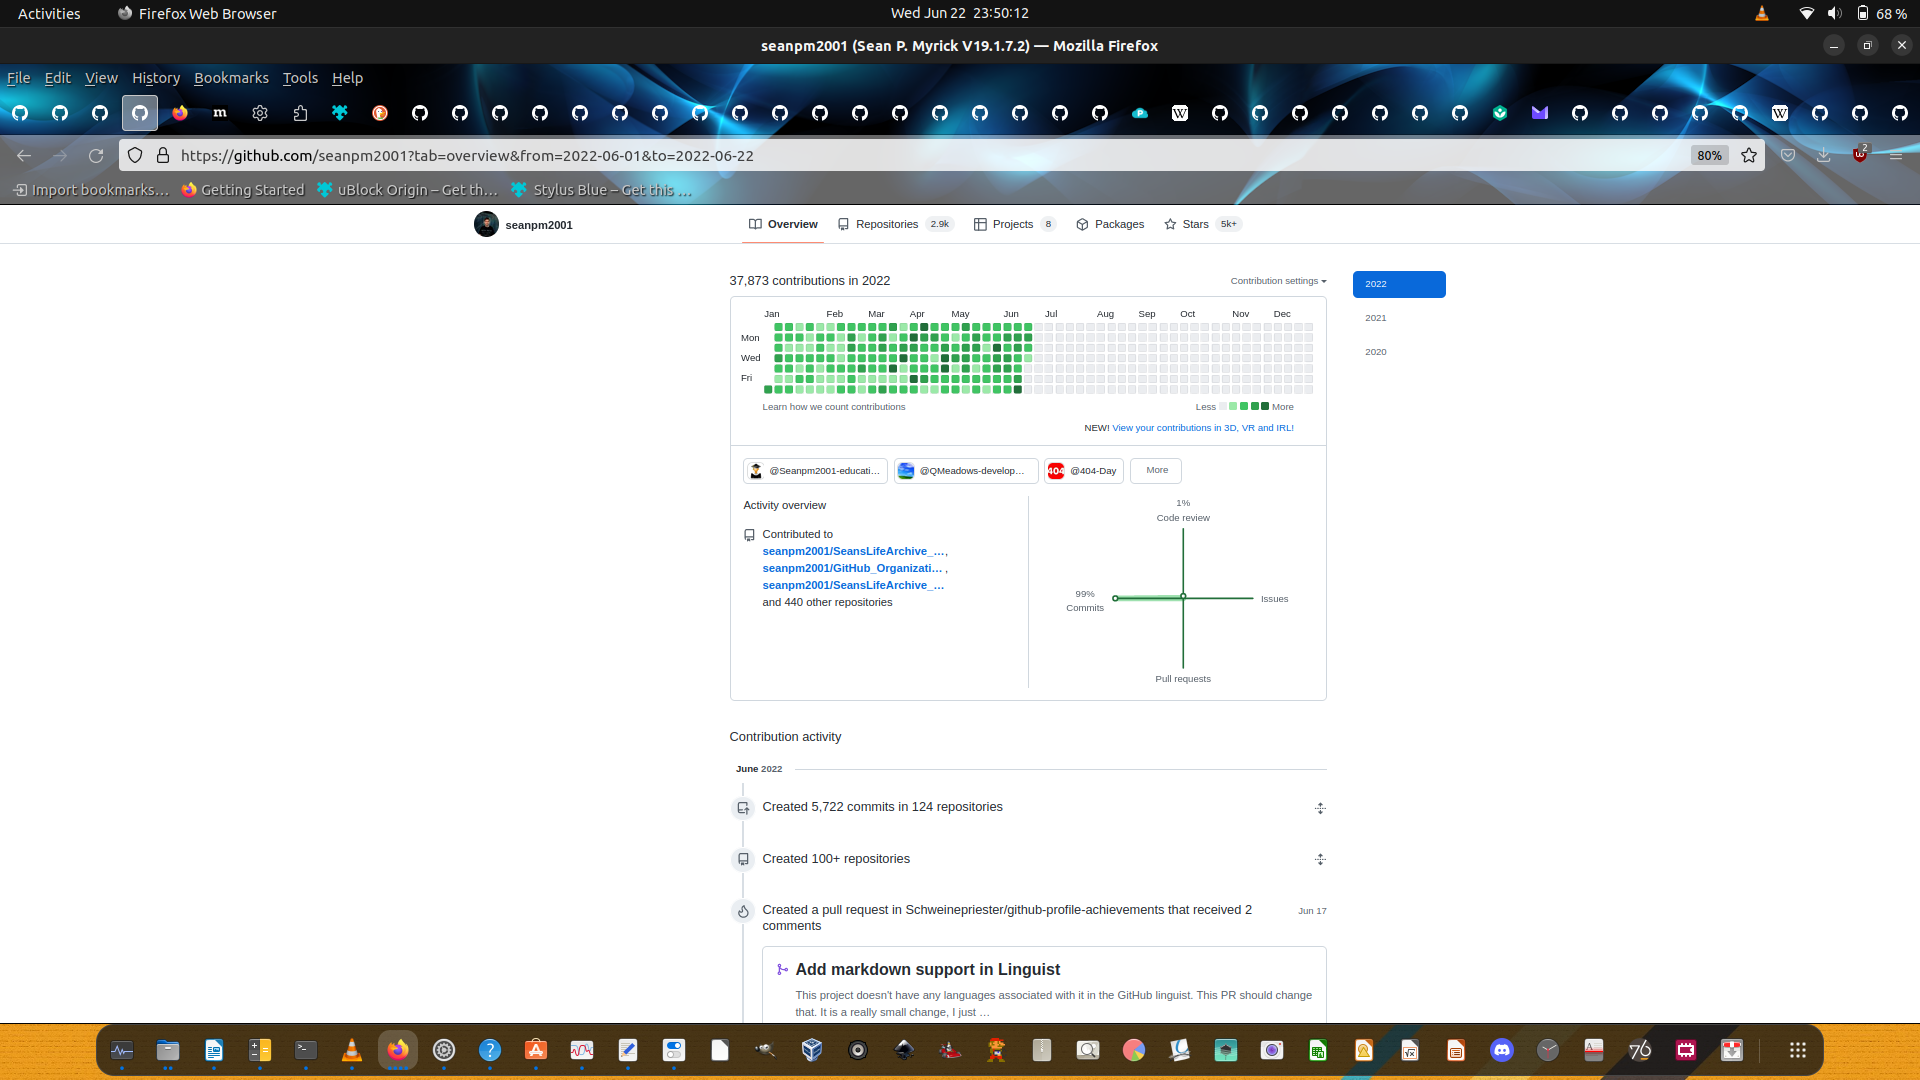 Activities
Firefox Web Browser
Wed Jun 22 23:50:12
68 %
seanpm2001 (Sean P. Myrick V19.1.7.2) — Mozilla Firefox
File Edit View History Bookmarks Tools Help
https://github.com/seanpm2001?tab=overview&from=2022-06-01&to=2022-06-22
80%
2
Import bookmarks…
Getting Started
uBlock Origin – Get th…
Stylus Blue – Get this …
seanpm2001
Overview
Repositories 2.9k
Projects 8
Packages
Stars 5k+
37,873 contributions in 2022
Contribution settings
2022
2021
2020
Jan Feb Mar Apr May Jun Jul Aug Sep Oct Nov Dec
Mon
Wed
Fri
Learn how we count contributions
Less
More
NEW! View your contributions in 3D, VR and IRL!
@Seanpm2001-educati…
@QMeadows-develop…
404
@404-Day
More
Activity overview
Contributed to
seanpm2001/SeansLifeArchive_…,
seanpm2001/GitHub_Organizati… ,
seanpm2001/SeansLifeArchive_…
and 440 other repositories
1%
Code review
99%
Commits
Issues
Pull requests
Contribution activity
June 2022
Created 5,722 commits in 124 repositories
Created 100+ repositories
Created a pull request in Schweinepriester/github-profile-achievements that received 2
comments
Jun 17
Add markdown support in Linguist
This project doesn't have any languages associated with it in the GitHub linguist. This PR should change
that. It is a really small change, I just …
76